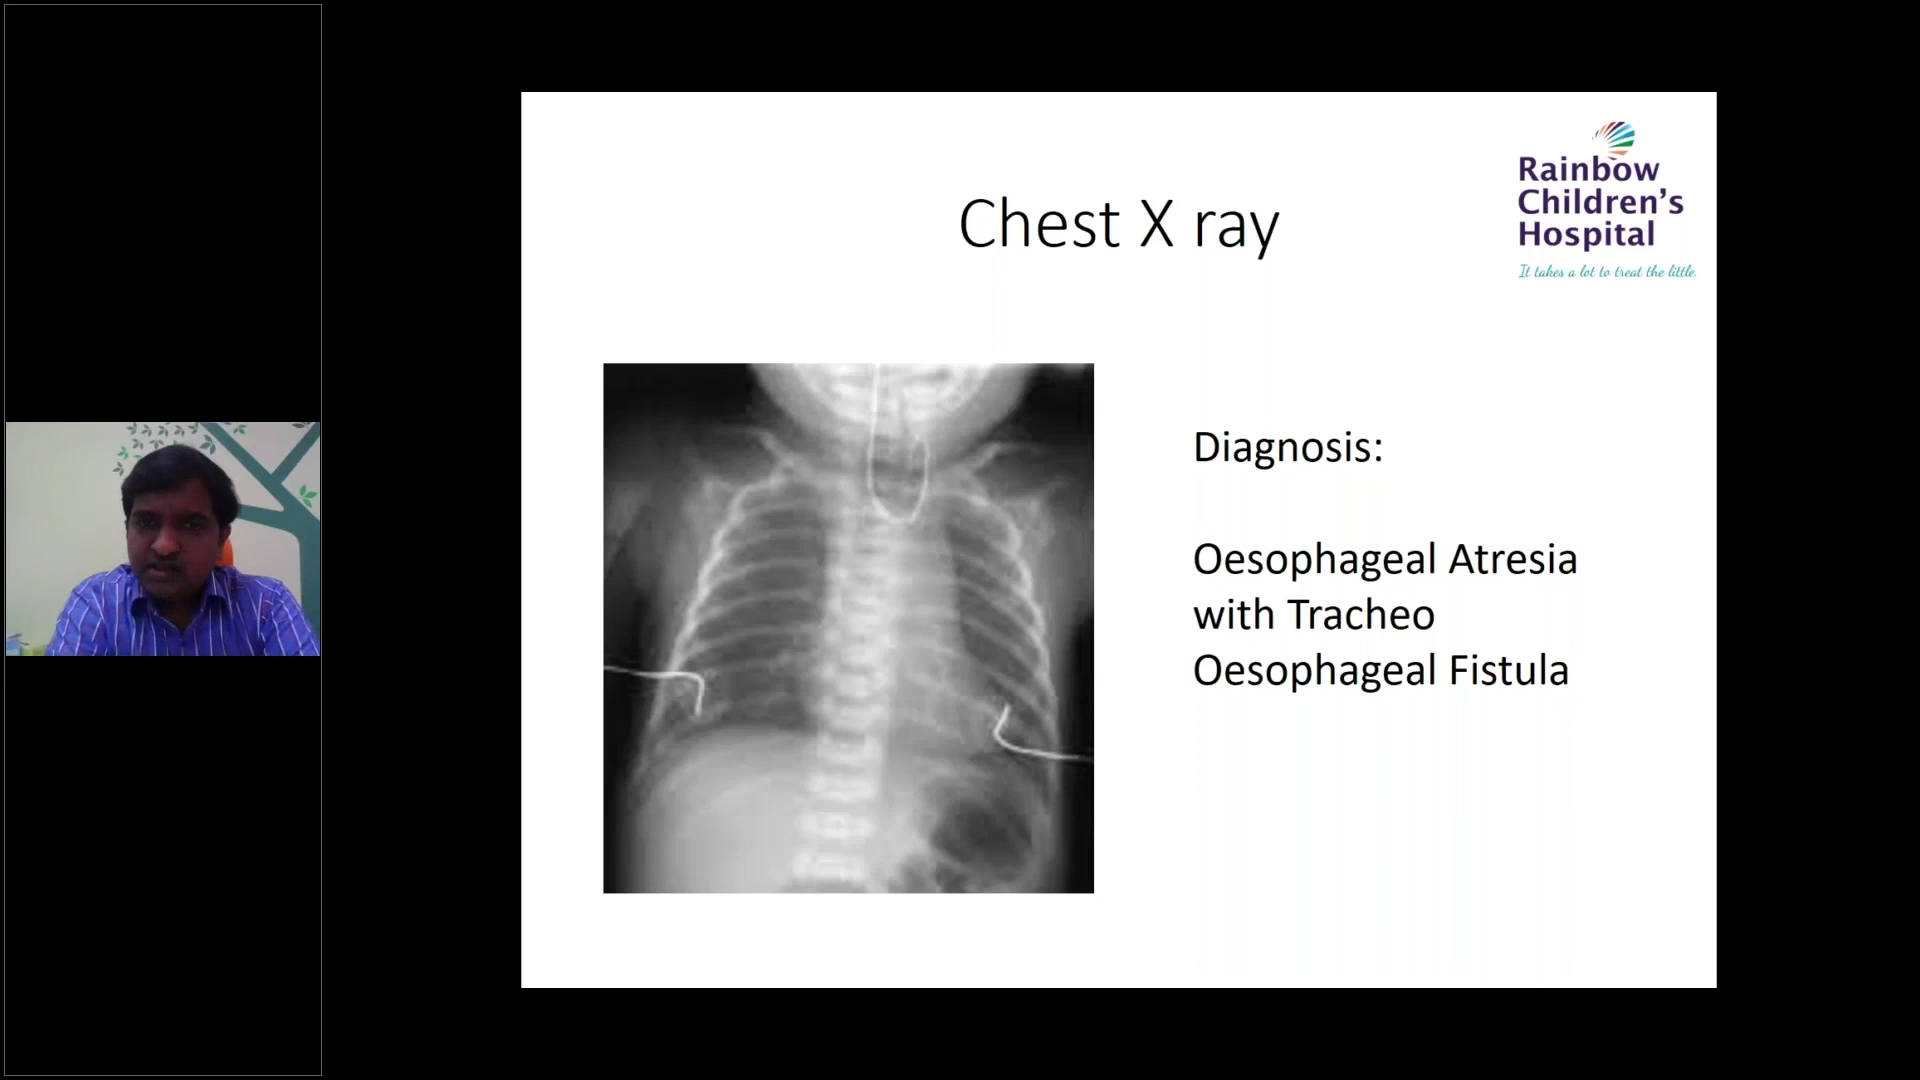 Rainbow
Children's
Hospital
It takes a lot to treat the little.
Chest X ray
Diagnosis:
Oesophageal Atresia
with Tracheo
Oesophageal Fistula